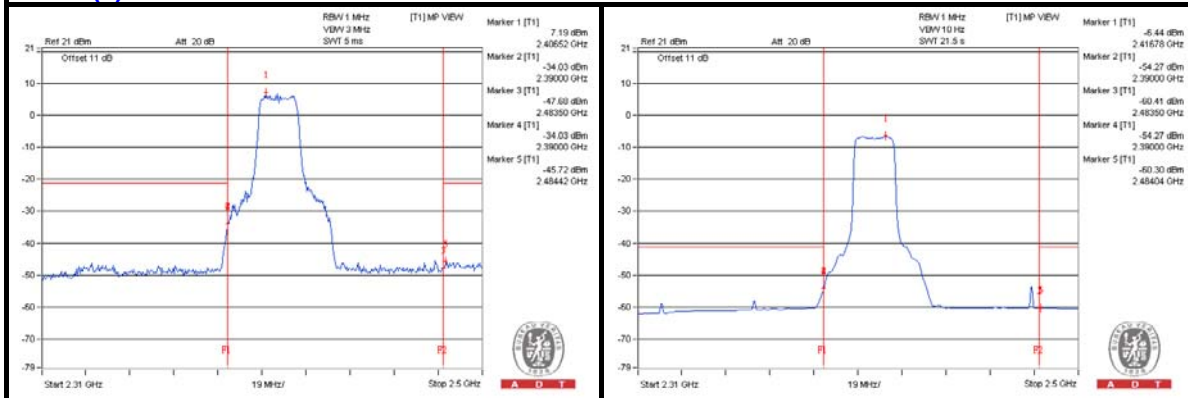 RBW 1 MHz
VBW 3 MHz
SWT 5 ms
[T1] MP VIEW
Ref 21 dBm
Att 20 dB
Offset 11 dB
Marker 1 [T1]
7.19 dBm
2.40652 GHz
Marker 2 [T1]
-34.03 dBm
2.39000 GHz
Marker 3 [T1]
-47.68 dBm
2.48350 GHz
Marker 4 [T1]
-34.03 dBm
2.39000 GHz
Marker 5 [T1]
-45.72 dBm
2.48442 GHz
21
10
0
-10
-20
-30
-40
-50
-60
-70
-79
1
F1
F2
Start 2.31 GHz
19 MHz/
Stop 2.5 GHz
BUREAU VERITAS
1828
A D T
RBW 1 MHz
VBW 10 Hz
SWT 21.5 s
[T1] MP VIEW
Ref 21 dBm
Att 20 dB
Offset 11 dB
Marker 1 [T1]
-6.44 dBm
2.41678 GHz
Marker 2 [T1]
-54.27 dBm
2.39000 GHz
Marker 3 [T1]
-60.41 dBm
2.48350 GHz
Marker 4 [T1]
-54.27 dBm
2.39000 GHz
Marker 5 [T1]
-60.30 dBm
2.48404 GHz
21
10
0
-10
-20
-30
-40
-50
-60
-70
-79
1
F1
F2
Start 2.31 GHz
19 MHz/
Stop 2.5 GHz
BUREAU VERITAS
1828
A D T